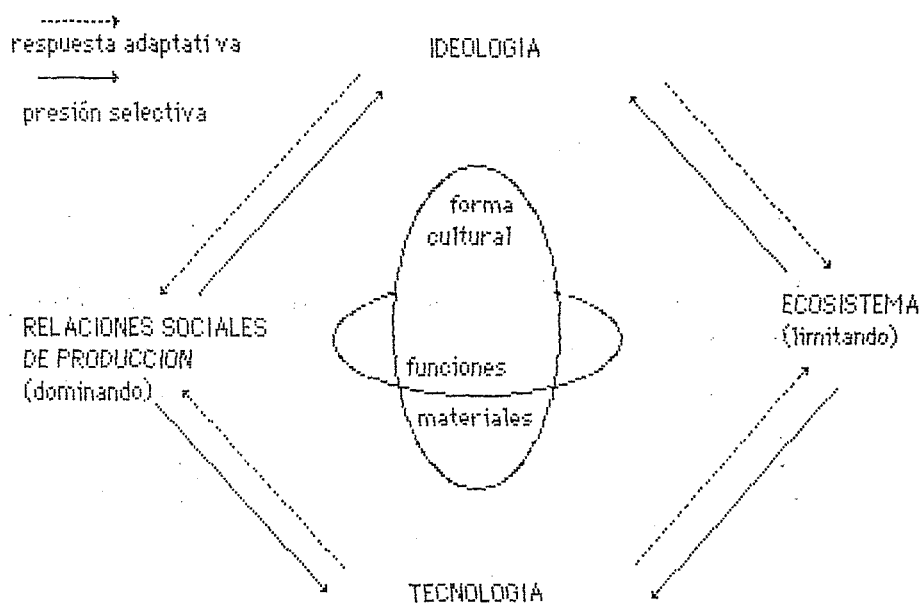 respuesta adaptativa
presión selectiva
IDEOLOGIA
forma
cultural
RELACIONES SOCIALES
DE PRODUCCION
(dominando)
ECOSISTEMA
(limitando)
funciones
materiales
TECNOLOGIA